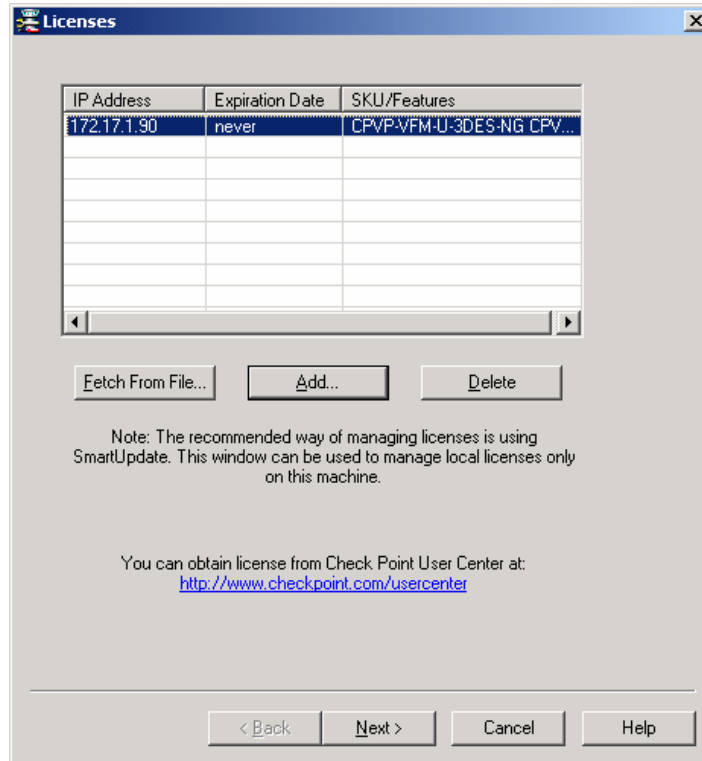 Licenses
IP Address Expiration Date SKU/Features
172.17.1.90 never CPVP-VFM-U-3DES-NG CPV...
Fetch From File... Add... Delete
Note: The recommended way of managing licenses is using
SmartUpdate. This window can be used to manage local licenses only
on this machine.
You can obtain license from Check Point User Center at:
http://www.checkpoint.com/usercenter
< Back Next > Cancel Help